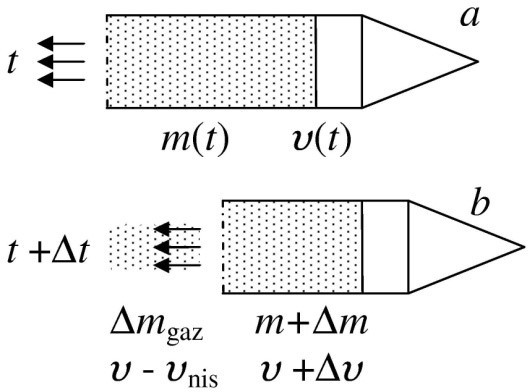 a
t
m(t) υ(t)
b
t +Δt
Δm_gaz m+Δm
υ - υ_nis υ +Δυ